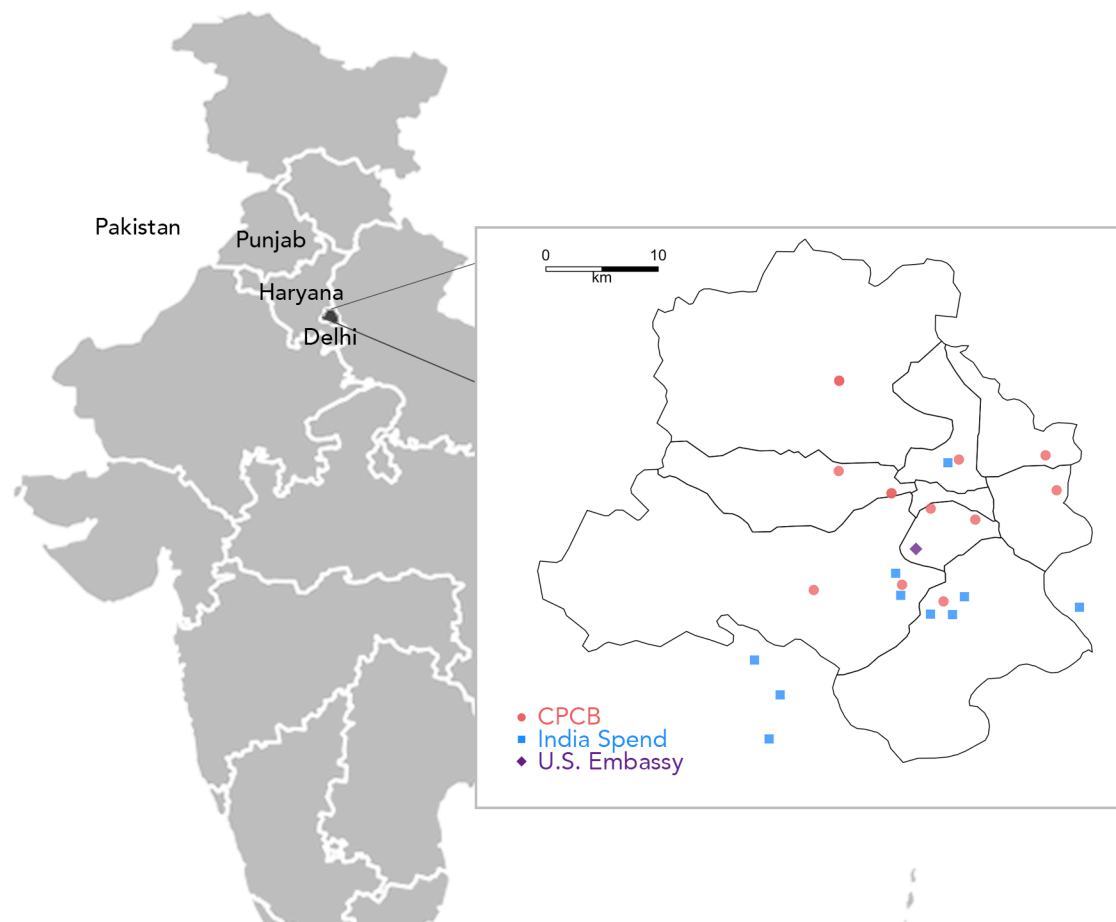 Pakistan
Punjab
Haryana
Delhi
0 10
km
CPCB
India Spend
U.S. Embassy